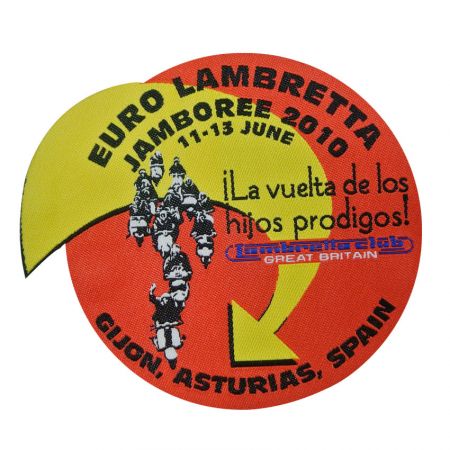 EURO LAMBRETTA
JAMBOREE 2010
11-13 JUNE
¡La vuelta de los
hijos prodigos!
Lambretta club
GREAT BRITAIN
GIJON, ASTURIAS, SPAIN